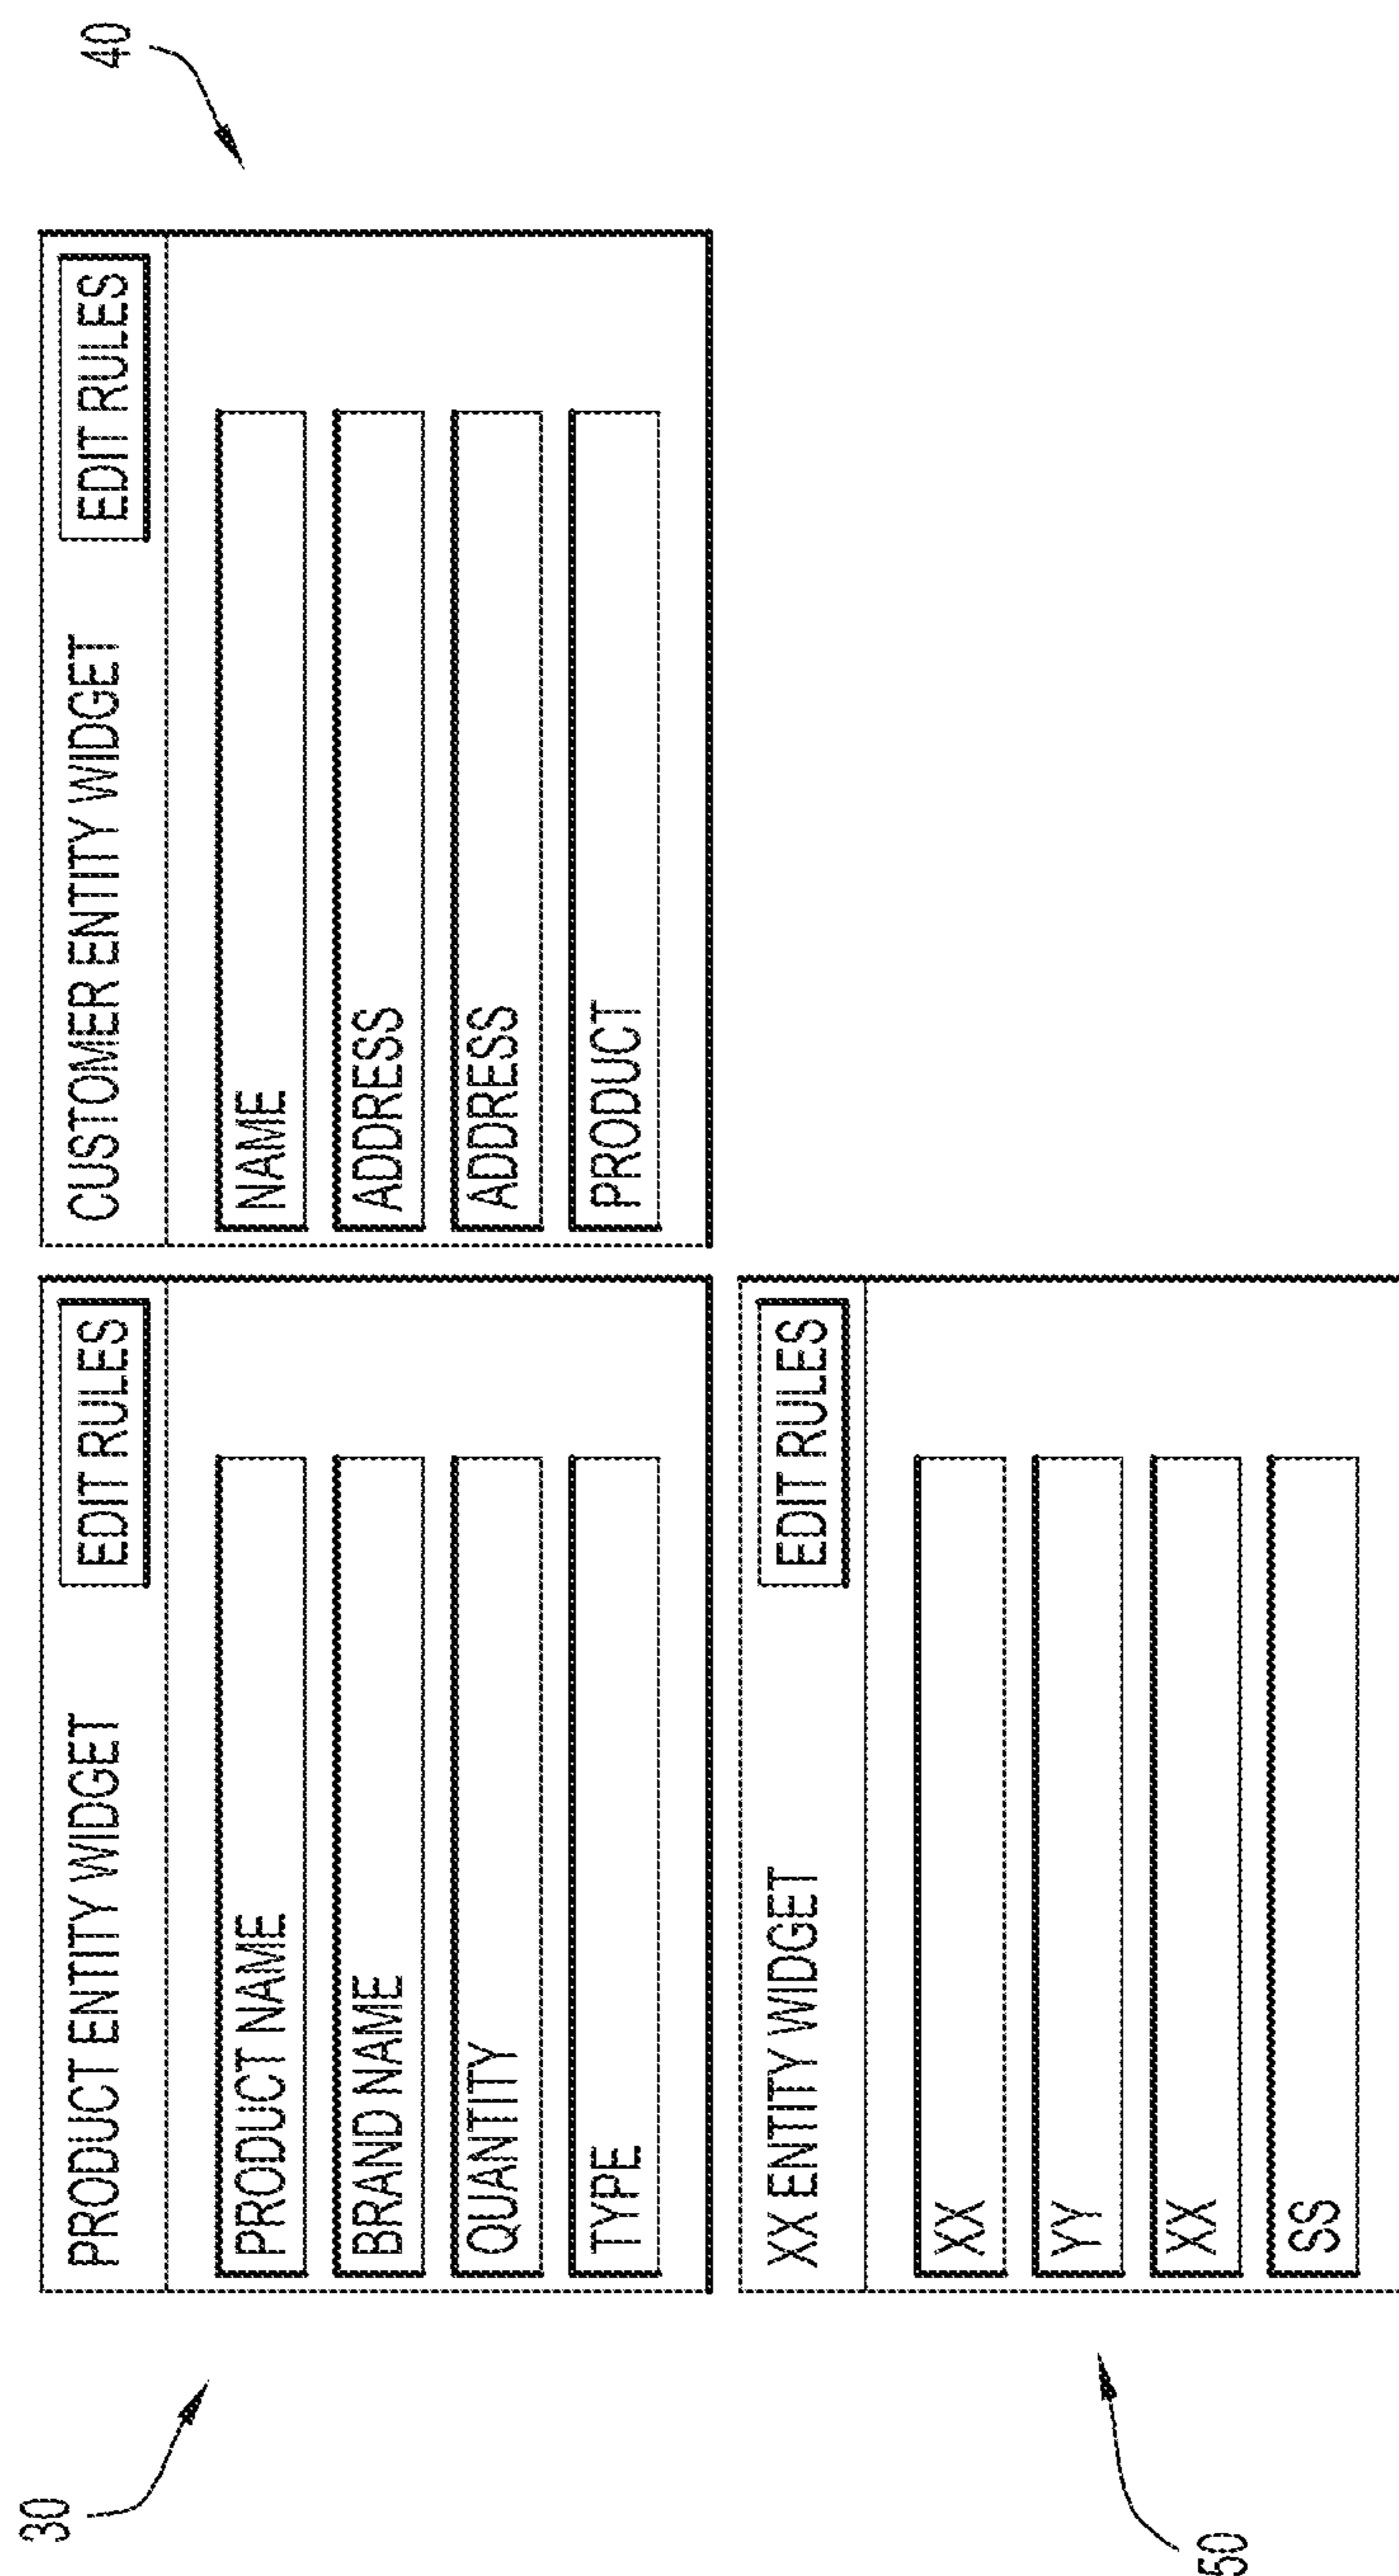 30
PRODUCT ENTITY WIDGET
EDIT RULES
PRODUCT NAME
BRAND NAME
QUANTITY
TYPE
CUSTOMER ENTITY WIDGET
EDIT RULES
NAME
ADDRESS
ADDRESS
PRODUCT
40
XX ENTITY WIDGET
EDIT RULES
XX
YY
XX
SS
50